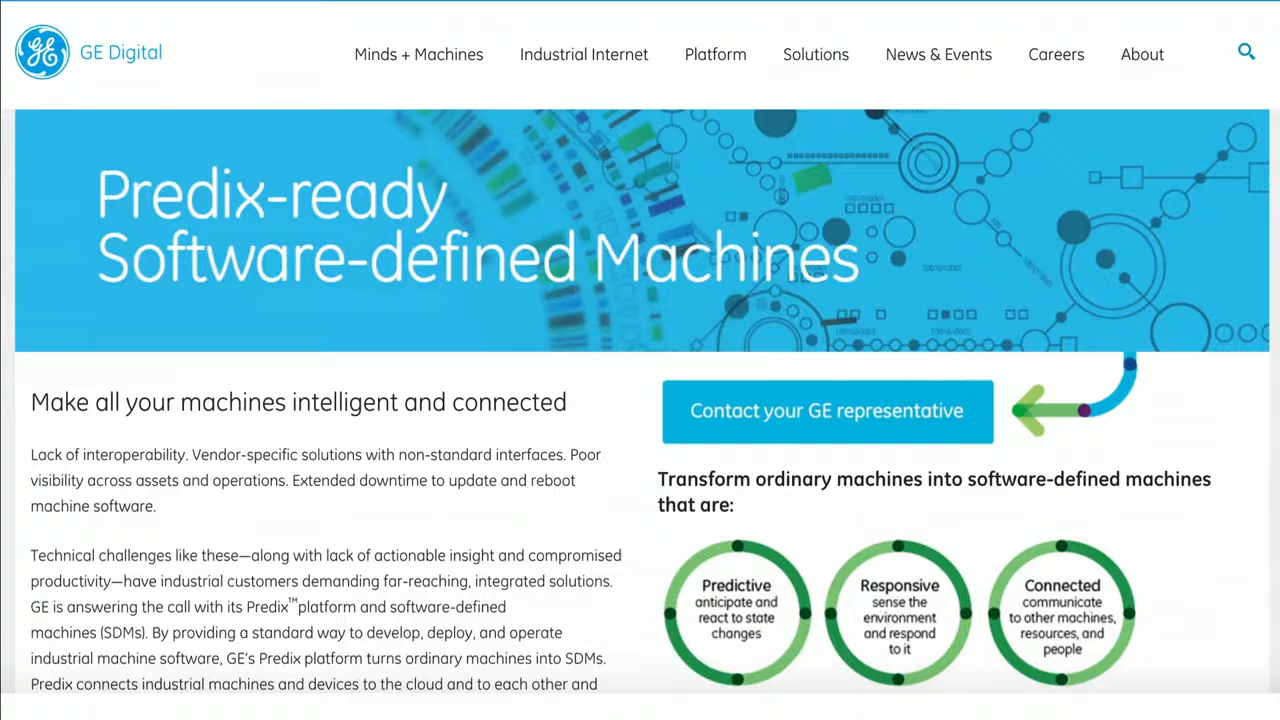 GE Digital
Minds + Machines
Industrial Internet
Platform
Solutions
News & Events
Careers
About
Predix-ready
Software-defined Machines
Make all your machines intelligent and connected
Lack of interoperability. Vendor-specific solutions with non-standard interfaces. Poor
visibility across assets and operations. Extended downtime to update and reboot
machine software.
Technical challenges like these—along with lack of actionable insight and compromised
productivity—have industrial customers demanding far-reaching, integrated solutions.
GE is answering the call with its Predix™ platform and software-defined
machines (SDMs). By providing a standard way to develop, deploy, and operate
industrial machine software, GE's Predix platform turns ordinary machines into SDMs.
Predix connects industrial machines and devices to the cloud and to each other and
Contact your GE representative
Transform ordinary machines into software-defined machines
that are:
Predictive
anticipate and
react to state
changes
Responsive
sense the
environment
and respond
to it
Connected
communicate
to other machines,
resources, and
people